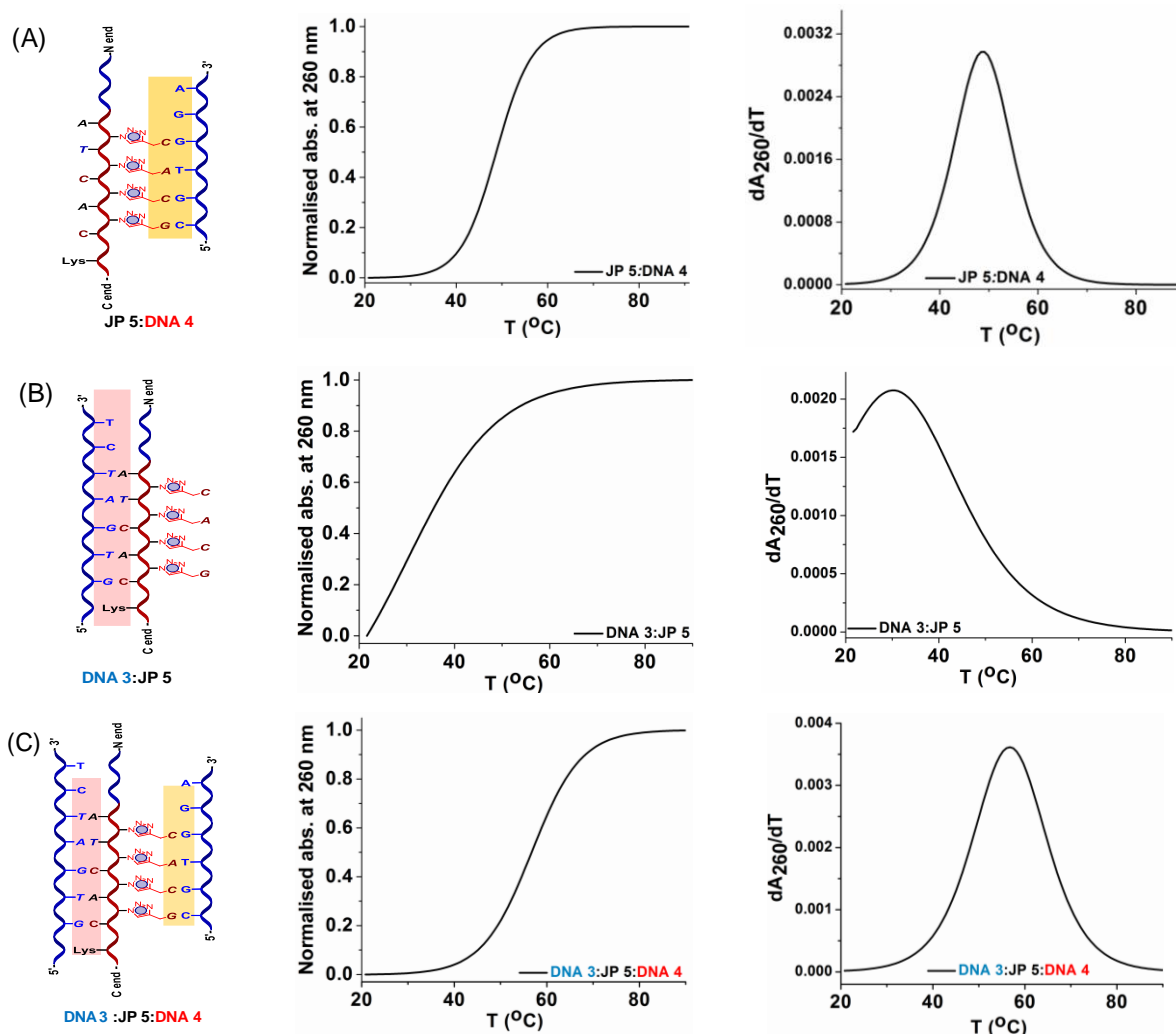 (A)
N end
3'
A
G
A
N N N C G
T
N N N A T
C
N N N C G
A
N N N G C
C
Lys
5'
C end -
JP 5:DNA 4
Normalised abs. at 260 nm
1.0
0.8
0.6
0.4
0.2
0.0
20 40 60 80
T (oC)
JP 5:DNA 4
dA260/dT
0.0032
0.0024
0.0016
0.0008
0.0000
20 40 60 80
T (oC)
JP 5:DNA 4
(B)
3'
N end
T
C
T A
N N N C
A T
N N N A
G C
N N N C
T A
N N N G
G C
Lys
5'
C end
DNA 3:JP 5
Normalised abs. at 260 nm
1.0
0.8
0.6
0.4
0.2
0.0
20 40 60 80
T (oC)
DNA 3:JP 5
dA260/dT
0.0020
0.0015
0.0010
0.0005
0.0000
20 40 60 80
T (oC)
DNA 3:JP 5
(C)
3'
N end
3'
T
A
C
G
T A
N N N C G
A T
N N N A T
G C
N N N C G
T A
N N N G C
G C
Lys
5'
5'
C end -
DNA3 :JP 5:DNA 4
Normalised abs. at 260 nm
1.0
0.8
0.6
0.4
0.2
0.0
20 40 60 80
T (oC)
DNA 3:JP 5:DNA 4
dA260/dT
0.004
0.003
0.002
0.001
0.000
20 40 60 80
T (oC)
DNA 3:JP 5:DNA 4